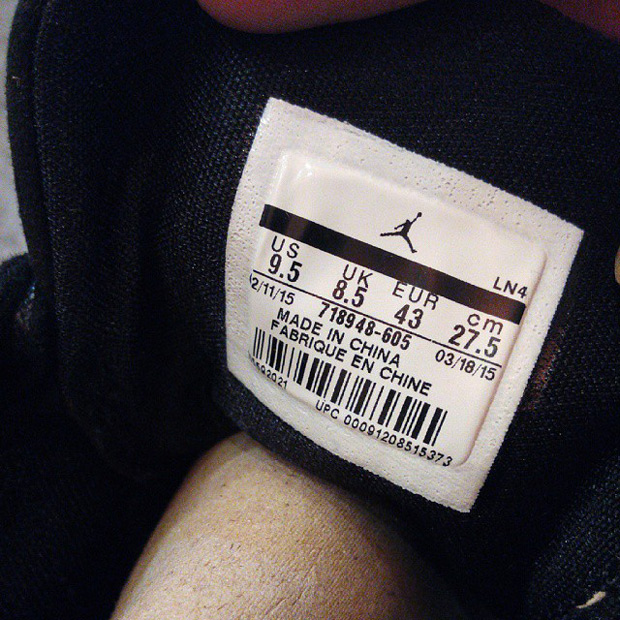 LN4
US UK EUR cm
9.5 8.5 43 27.5
12/11/15 718948-605 03/18/15
MADE IN CHINA
FABRIQUE EN CHINE
UPC 00091208515373